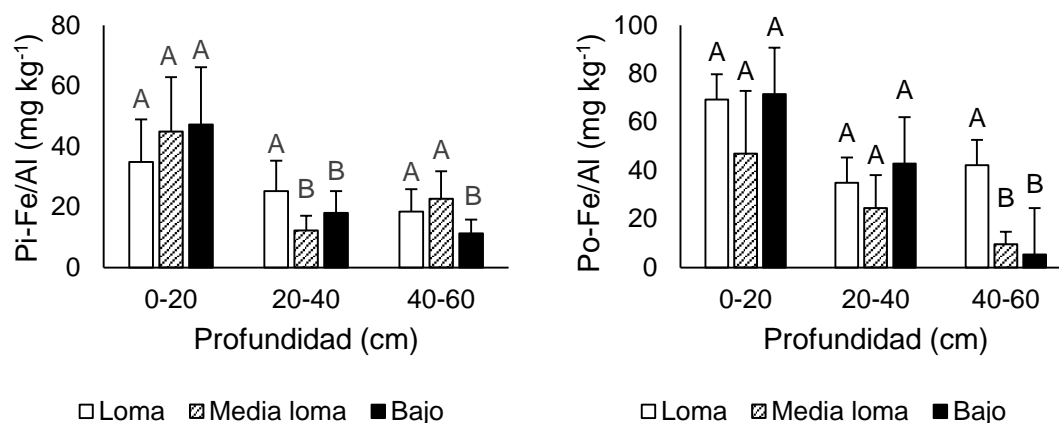 Pi-Fe/Al (mg kg⁻¹)
80
60
40
20
0
A A A
A B B
A A B
0-20 20-40 40-60
Profundidad (cm)
Loma Media loma Bajo
Po-Fe/Al (mg kg⁻¹)
100
80
60
40
20
0
A A A
A A A
A B B
0-20 20-40 40-60
Profundidad (cm)
Loma Media loma Bajo